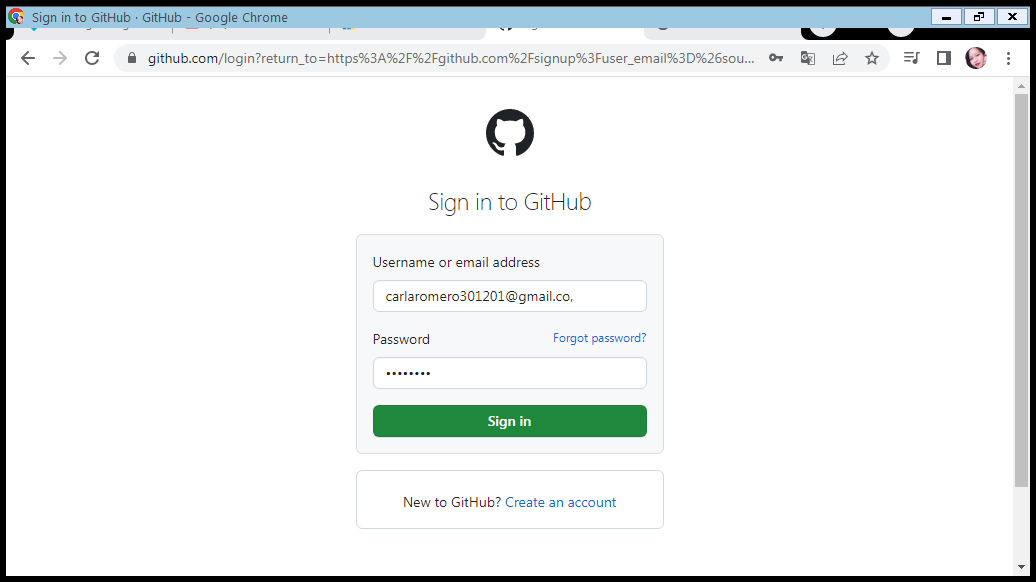 Sign in to GitHub · GitHub - Google Chrome
github.com/login?return_to=https%3A%2F%2Fgithub.com%2Fsignup%3Fuser_email%3D%26sou...
Sign in to GitHub
Username or email address
carlaromero301201@gmail.co,
Password Forgot password?
Sign in
New to GitHub? Create an account